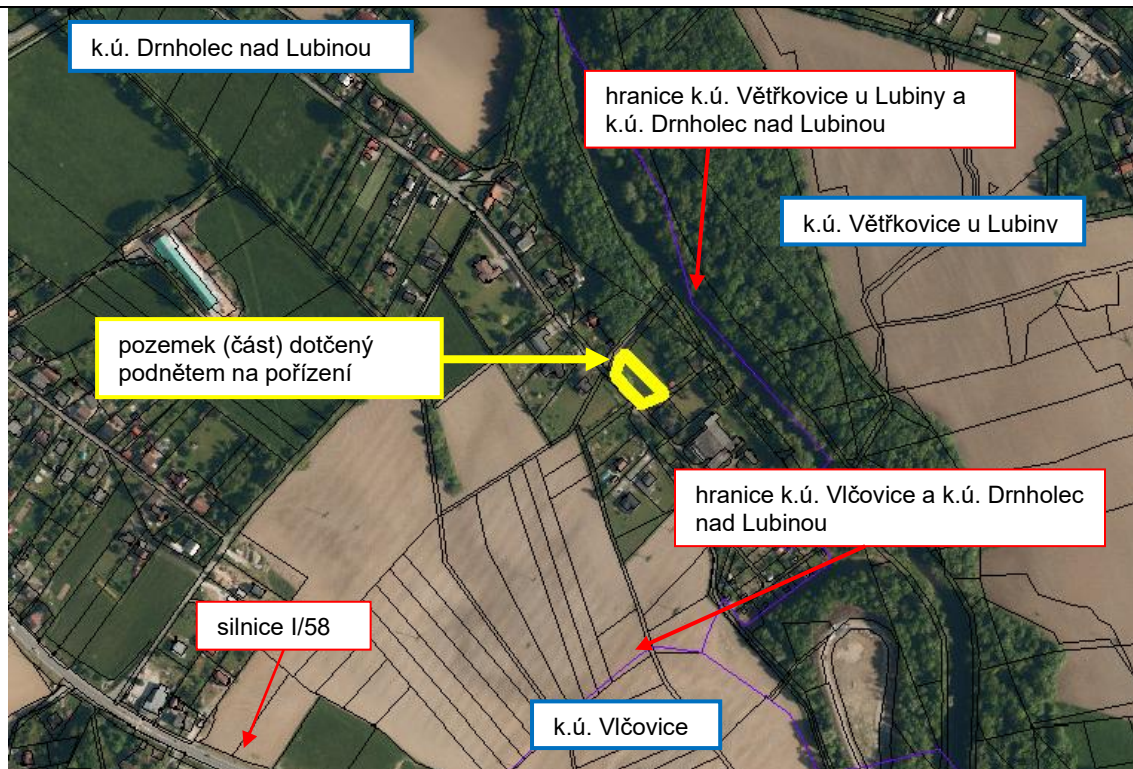 k.ú. Drnholec nad Lubinou
hranice k.ú. Větřkovice u Lubiny a
k.ú. Drnholec nad Lubinou
k.ú. Větřkovice u Lubiny
pozemek (část) dotčený
podnětem na pořízení
hranice k.ú. Vlčovice a k.ú. Drnholec
nad Lubinou
silnice I/58
k.ú. Vlčovice